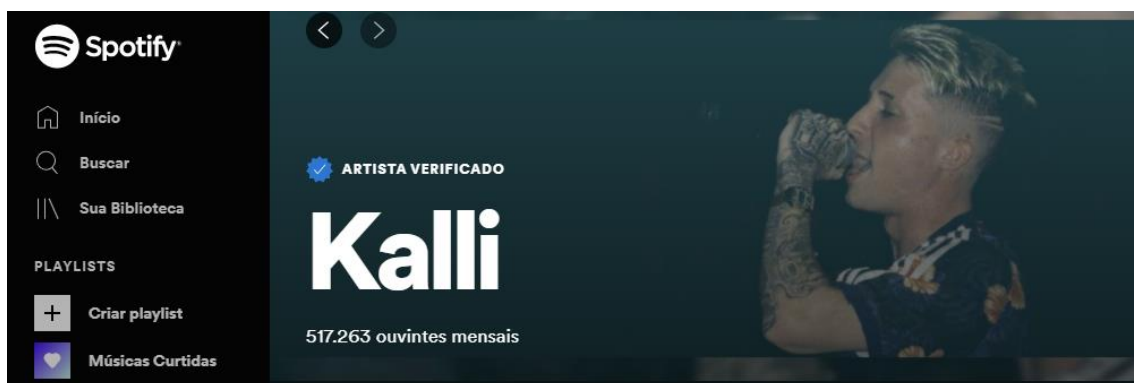 Spotify
Início
Buscar
Sua Biblioteca
PLAYLISTS
Criar playlist
Músicas Curtidas
ARTISTA VERIFICADO
Kalli
517.263 ouvintes mensais